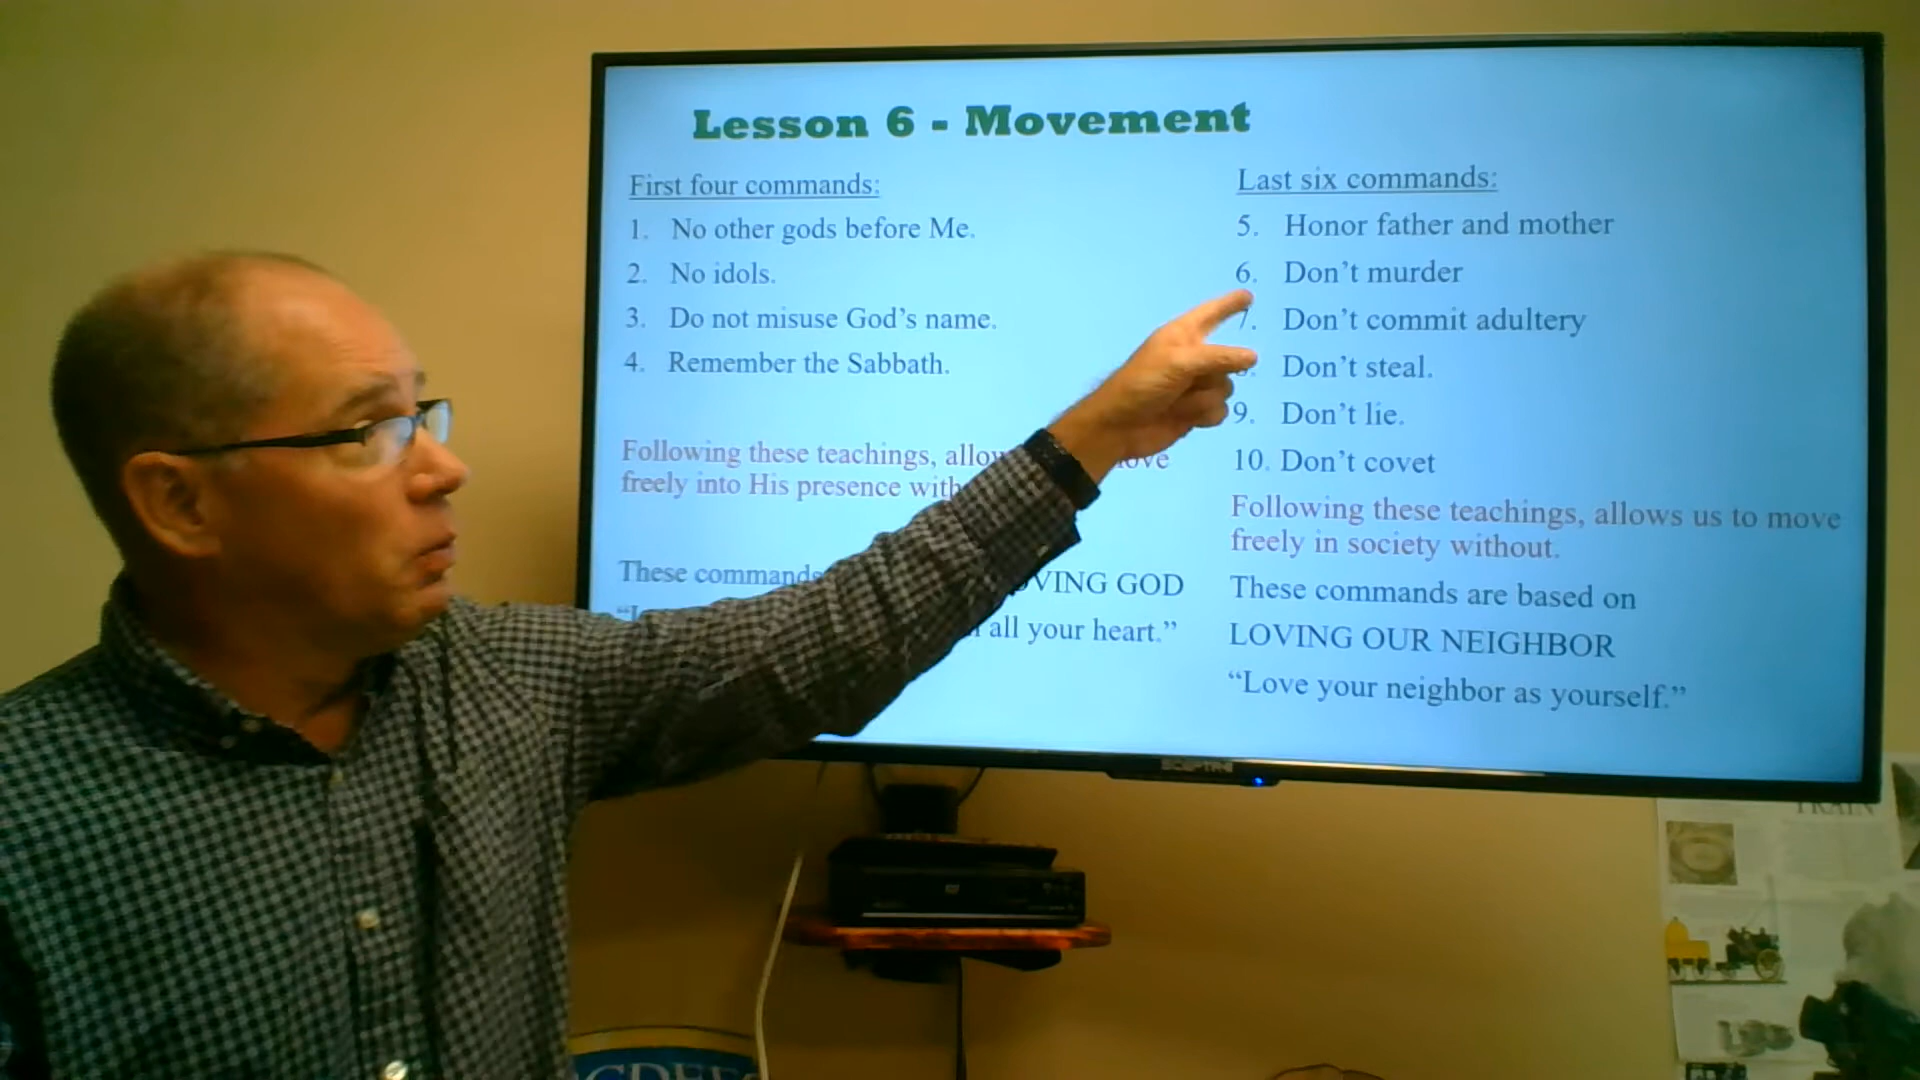 Lesson 6 - Movement
First four commands:
1. No other gods before Me.
2. No idols.
3. Do not misuse God's name.
4. Remember the Sabbath.
Following these teachings,
freely into His presence
These commands
VING GOD
all your heart.”
Last six commands:
5. Honor father and mother
6. Don't murder
7. Don't commit adultery
Don't steal.
9. Don't lie.
10. Don't covet
Following these teachings, allows us to move
freely in society without.
These commands are based on
LOVING OUR NEIGHBOR
“Love your neighbor as yourself.”
SCEPTRE
TRAIN